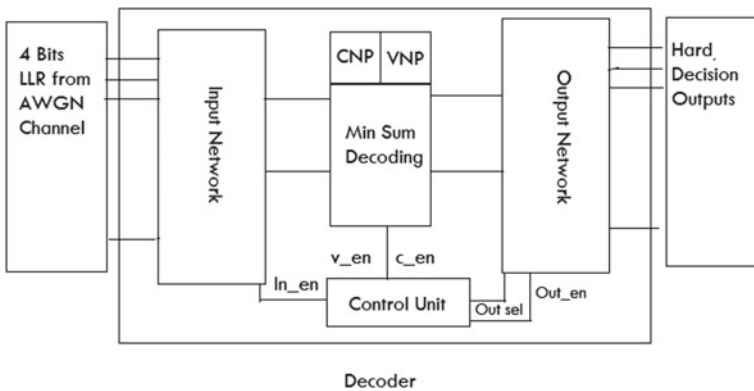 4 Bits
LLR from
AWGN
Channel
Input Network
CNP
VNP
Min Sum
Decoding
Output Network
Hard
Decision
Outputs
v_en
c_en
In_en
Control Unit
Out sel
Out_en
Decoder